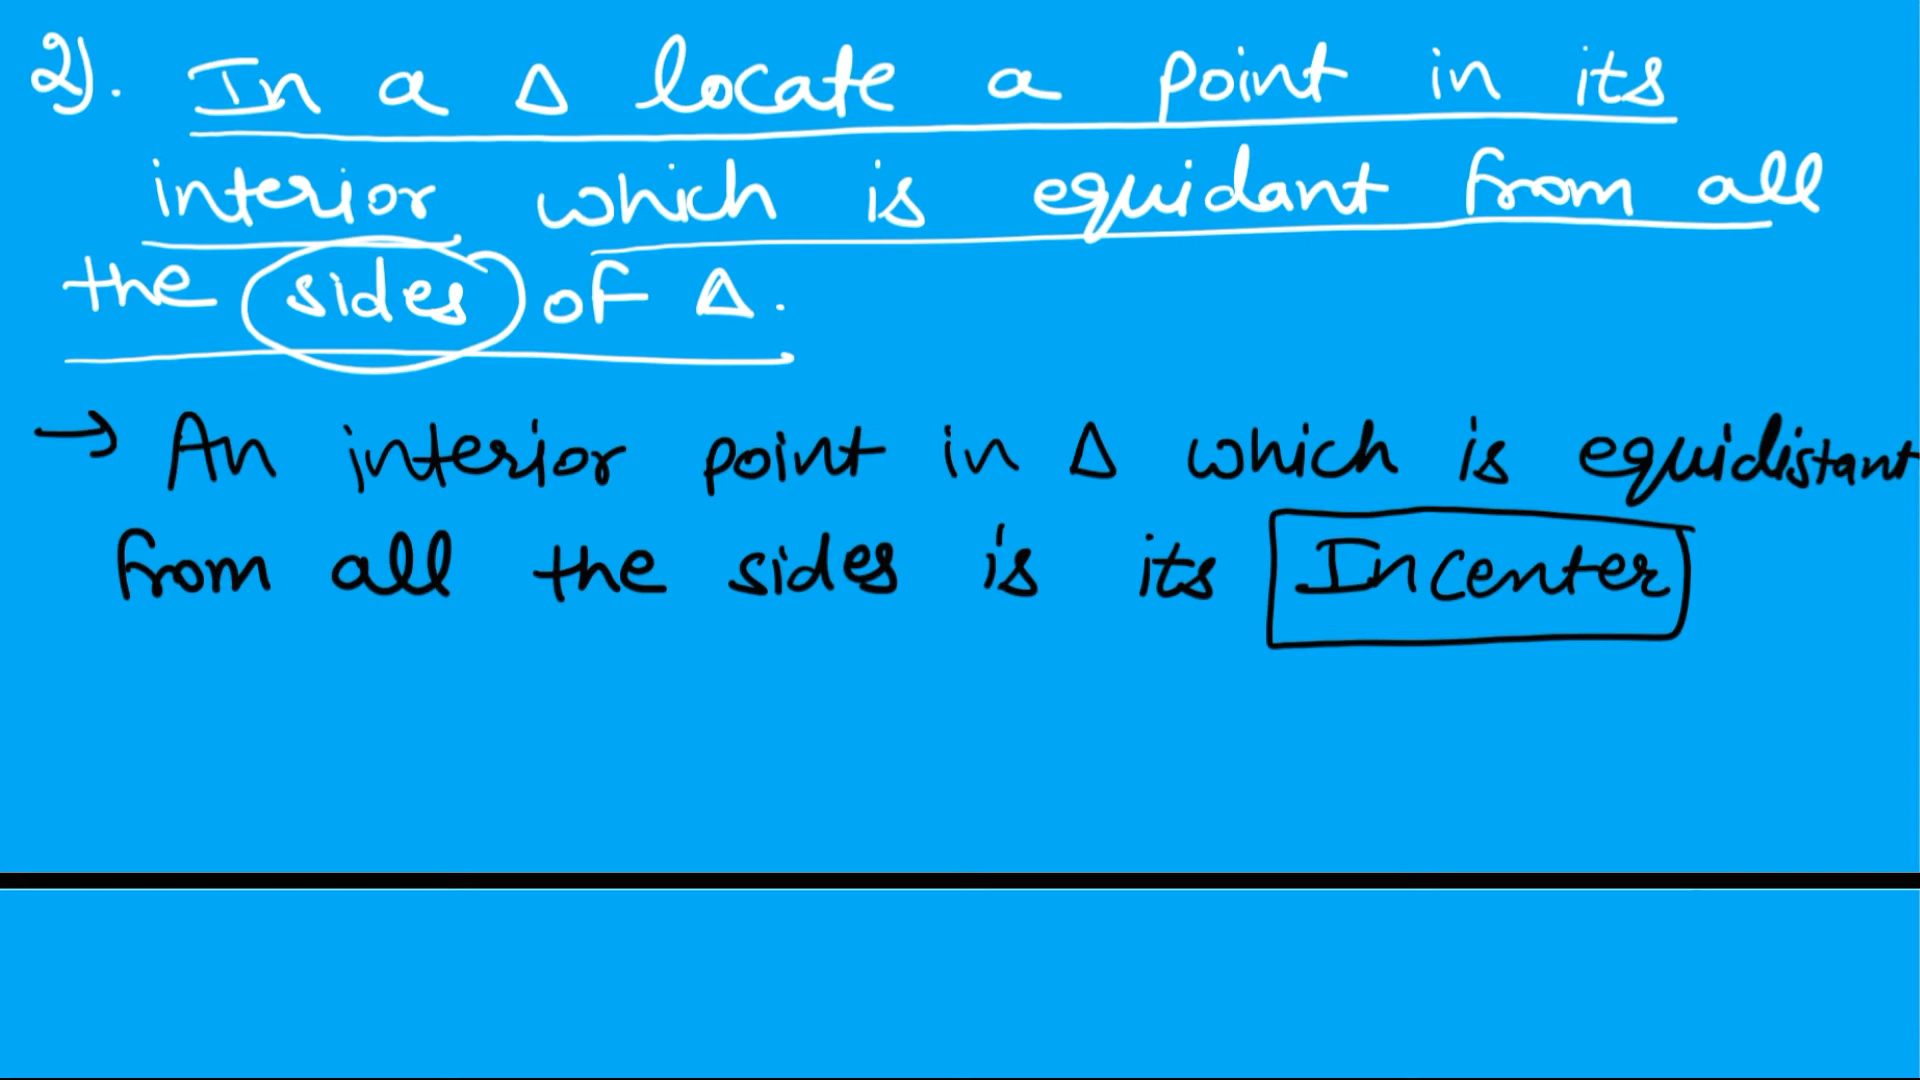 2). In a Δ locate a point in its
interior which is equidant from all
the sides of Δ.
→ An interior point in Δ which is equidistant
from all the sides is its Incenter